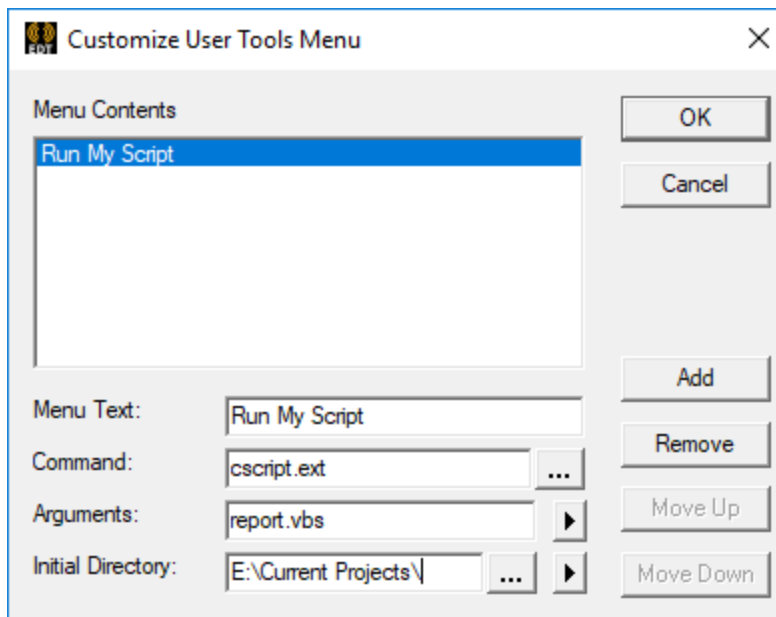 EDT
Customize User Tools Menu
Menu Contents
OK
Run My Script
Cancel
Add
Menu Text:
Run My Script
Remove
Command:
cscript.ext
...
Arguments:
report.vbs
Move Up
Initial Directory:
E:\Current Projects\
...
Move Down